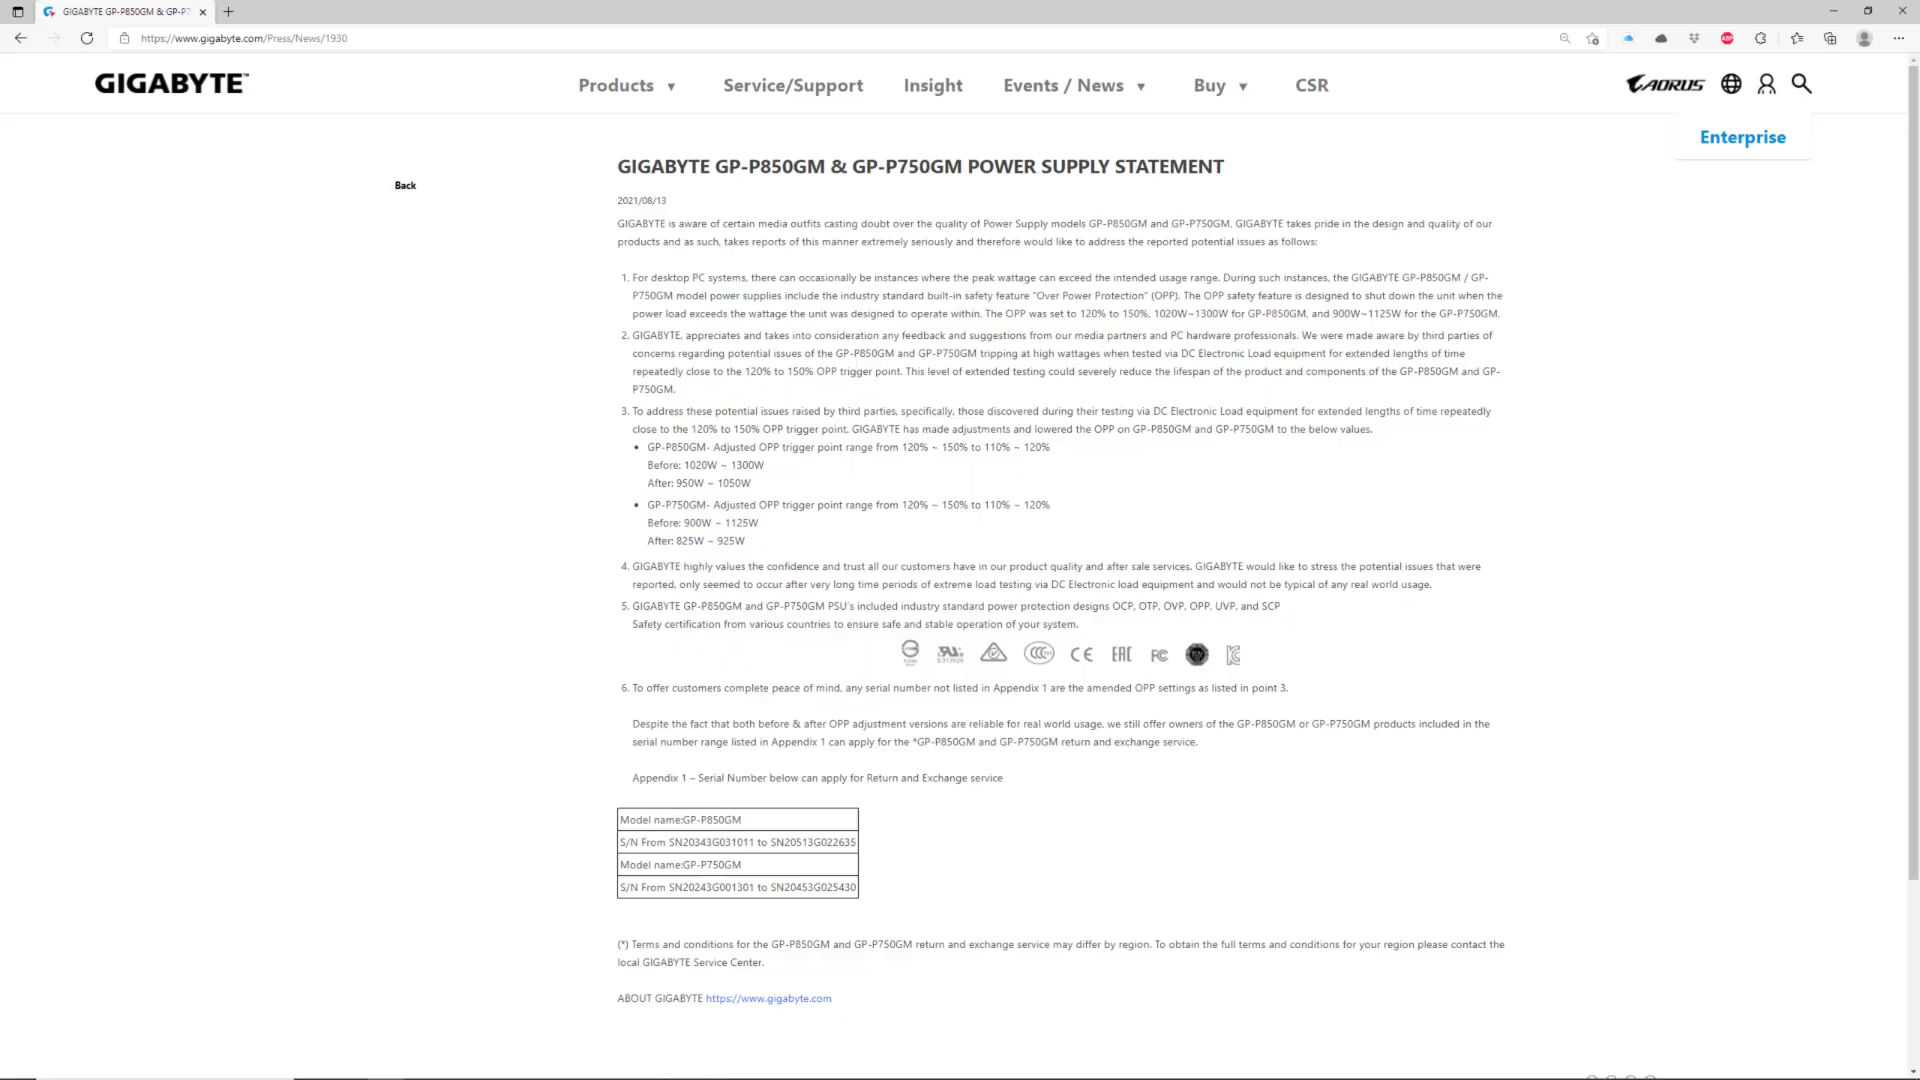 GIGABYTE GP-P850GM & GP-P7
https://www.gigabyte.com/Press/News/1930
ABP
GIGABYTE™
Products ▼ Service/Support Insight Events / News ▼ Buy ▼ CSR
AORUS
Enterprise
Back
GIGABYTE GP-P850GM & GP-P750GM POWER SUPPLY STATEMENT
2021/08/13
GIGABYTE is aware of certain media outfits casting doubt over the quality of Power Supply models GP-P850GM and GP-P750GM. GIGABYTE takes pride in the design and quality of our
products and as such, takes reports of this manner extremely seriously and therefore would like to address the reported potential issues as follows:
1. For desktop PC systems, there can occasionally be instances where the peak wattage can exceed the intended usage range. During such instances, the GIGABYTE GP-P850GM / GP-
P750GM model power supplies include the industry standard built-in safety feature "Over Power Protection" (OPP). The OPP safety feature is designed to shut down the unit when the
power load exceeds the wattage the unit was designed to operate within. The OPP was set to 120% to 150%, 1020W~1300W for GP-P850GM, and 900W~1125W for the GP-P750GM.
2. GIGABYTE, appreciates and takes into consideration any feedback and suggestions from our media partners and PC hardware professionals. We were made aware by third parties of
concerns regarding potential issues of the GP-P850GM and GP-P750GM tripping at high wattages when tested via DC Electronic Load equipment for extended lengths of time
repeatedly close to the 120% to 150% OPP trigger point. This level of extended testing could severely reduce the lifespan of the product and components of the GP-P850GM and GP-
P750GM.
3. To address these potential issues raised by third parties, specifically, those discovered during their testing via DC Electronic Load equipment for extended lengths of time repeatedly
close to the 120% to 150% OPP trigger point. GIGABYTE has made adjustments and lowered the OPP on GP-P850GM and GP-P750GM to the below values.
• GP-P850GM- Adjusted OPP trigger point range from 120% ~ 150% to 110% ~ 120%
Before: 1020W ~ 1300W
After: 950W ~ 1050W
• GP-P750GM- Adjusted OPP trigger point range from 120% ~ 150% to 110% ~ 120%
Before: 900W ~ 1125W
After: 825W ~ 925W
4. GIGABYTE highly values the confidence and trust all our customers have in our product quality and after sale services. GIGABYTE would like to stress the potential issues that were
reported, only seemed to occur after very long time periods of extreme load testing via DC Electronic load equipment and would not be typical of any real world usage.
5. GIGABYTE GP-P850GM and GP-P750GM PSU's included industry standard power protection designs OCP, OTP, OVP, OPP, UVP, and SCP
Safety certification from various countries to ensure safe and stable operation of your system.
CCC CE EAC FC KC
6. To offer customers complete peace of mind, any serial number not listed in Appendix 1 are the amended OPP settings as listed in point 3.
Despite the fact that both before & after OPP adjustment versions are reliable for real world usage, we still offer owners of the GP-P850GM or GP-P750GM products included in the
serial number range listed in Appendix 1 can apply for the *GP-P850GM and GP-P750GM return and exchange service.
Appendix 1 – Serial Number below can apply for Return and Exchange service
Model name:GP-P850GM
S/N From SN20343G031011 to SN20513G022635
Model name:GP-P750GM
S/N From SN20243G001301 to SN20453G025430
(*) Terms and conditions for the GP-P850GM and GP-P750GM return and exchange service may differ by region. To obtain the full terms and conditions for your region please contact the
local GIGABYTE Service Center.
ABOUT GIGABYTE https://www.gigabyte.com